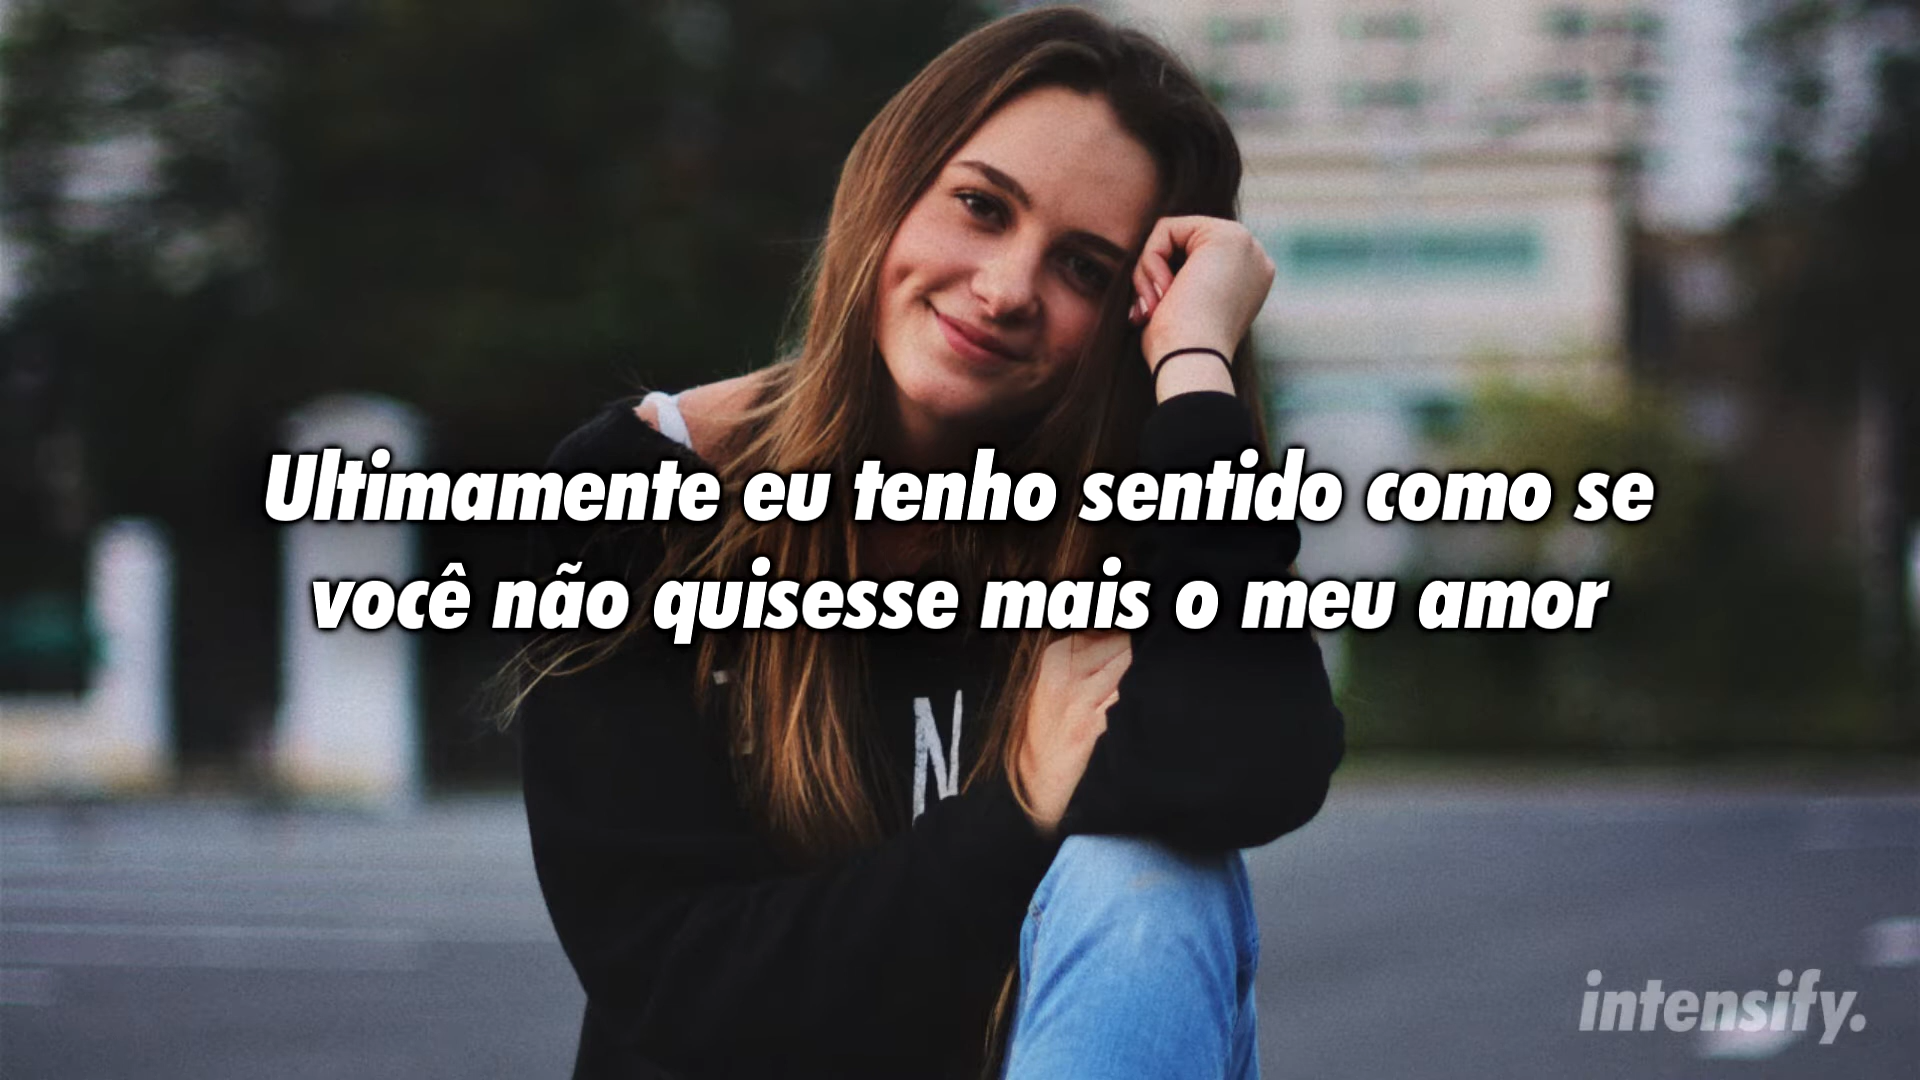 Ultimamente eu tenho sentido como se
você não quisesse mais o meu amor
N
intensify.